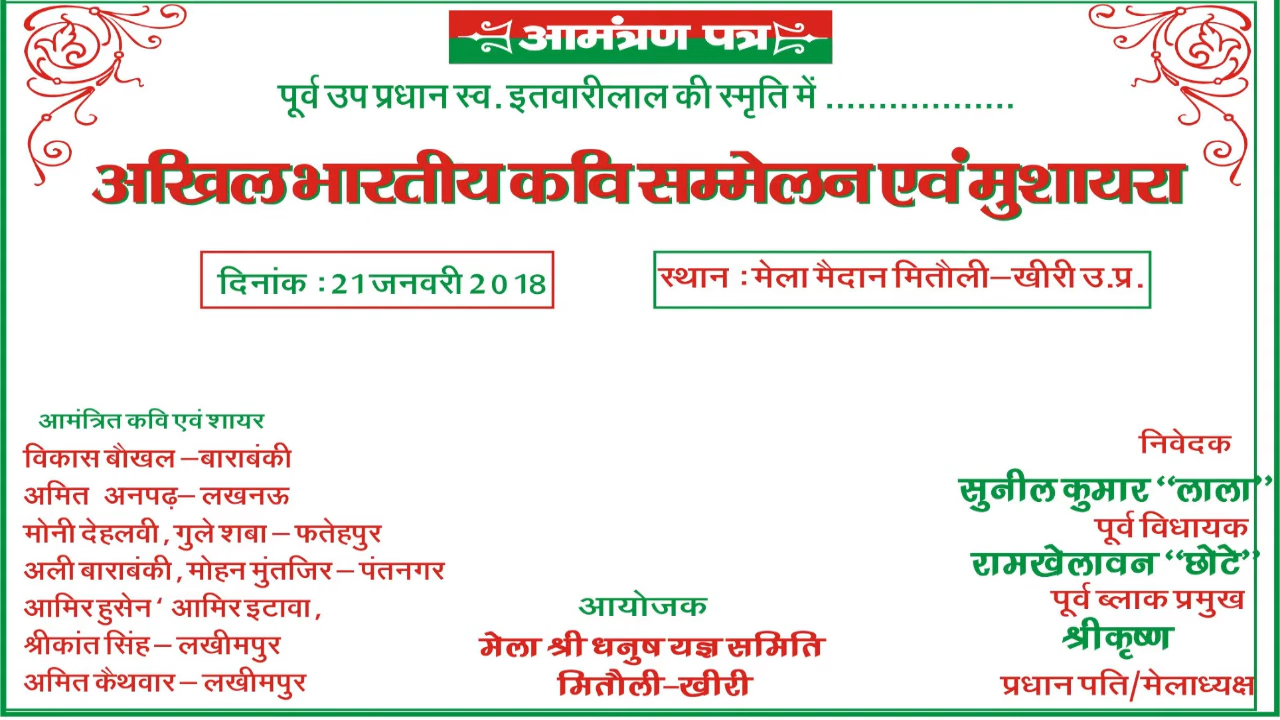 आमंत्रण पत्र
पूर्व उप प्रधान स्व. इतवारीलाल की स्मृति में ..................
अखिल भारतीय कवि सम्मेलन एवं मुशायरा
दिनांक : 21 जनवरी 2018
स्थान : मेला मैदान मितौली–खीरी उ.प्र.
आमंत्रित कवि एवं शायर
विकास बौखल –बाराबंकी
अमित अनपढ़– लखनऊ
मोनी देहलवी, गुले शबा – फतेहपुर
अली बाराबंकी, मोहन मुंतजिर – पंतनगर
आमिर हुसेन ‘ आमिर इटावा,
श्रीकांत सिंह – लखीमपुर
अमित कैथवार – लखीमपुर
आयोजक
मेला श्री धनुष यज्ञ समिति
मितौली–खीरी
निवेदक
सुनील कुमार “लाला”
पूर्व विधायक
रामखेलावन “छोटे”
पूर्व ब्लाक प्रमुख
श्रीकृष्ण
प्रधान पति/मेलाध्यक्ष